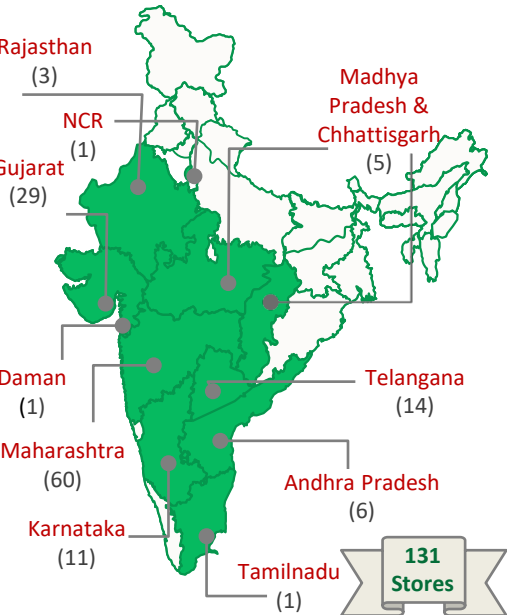 Rajasthan
(3)
NCR
(1)
Gujarat
(29)
Madhya
Pradesh &
Chhattisgarh
(5)
Daman
(1)
Maharashtra
(60)
Karnataka
(11)
Telangana
(14)
Andhra Pradesh
(6)
Tamilnadu
(1)
131
Stores